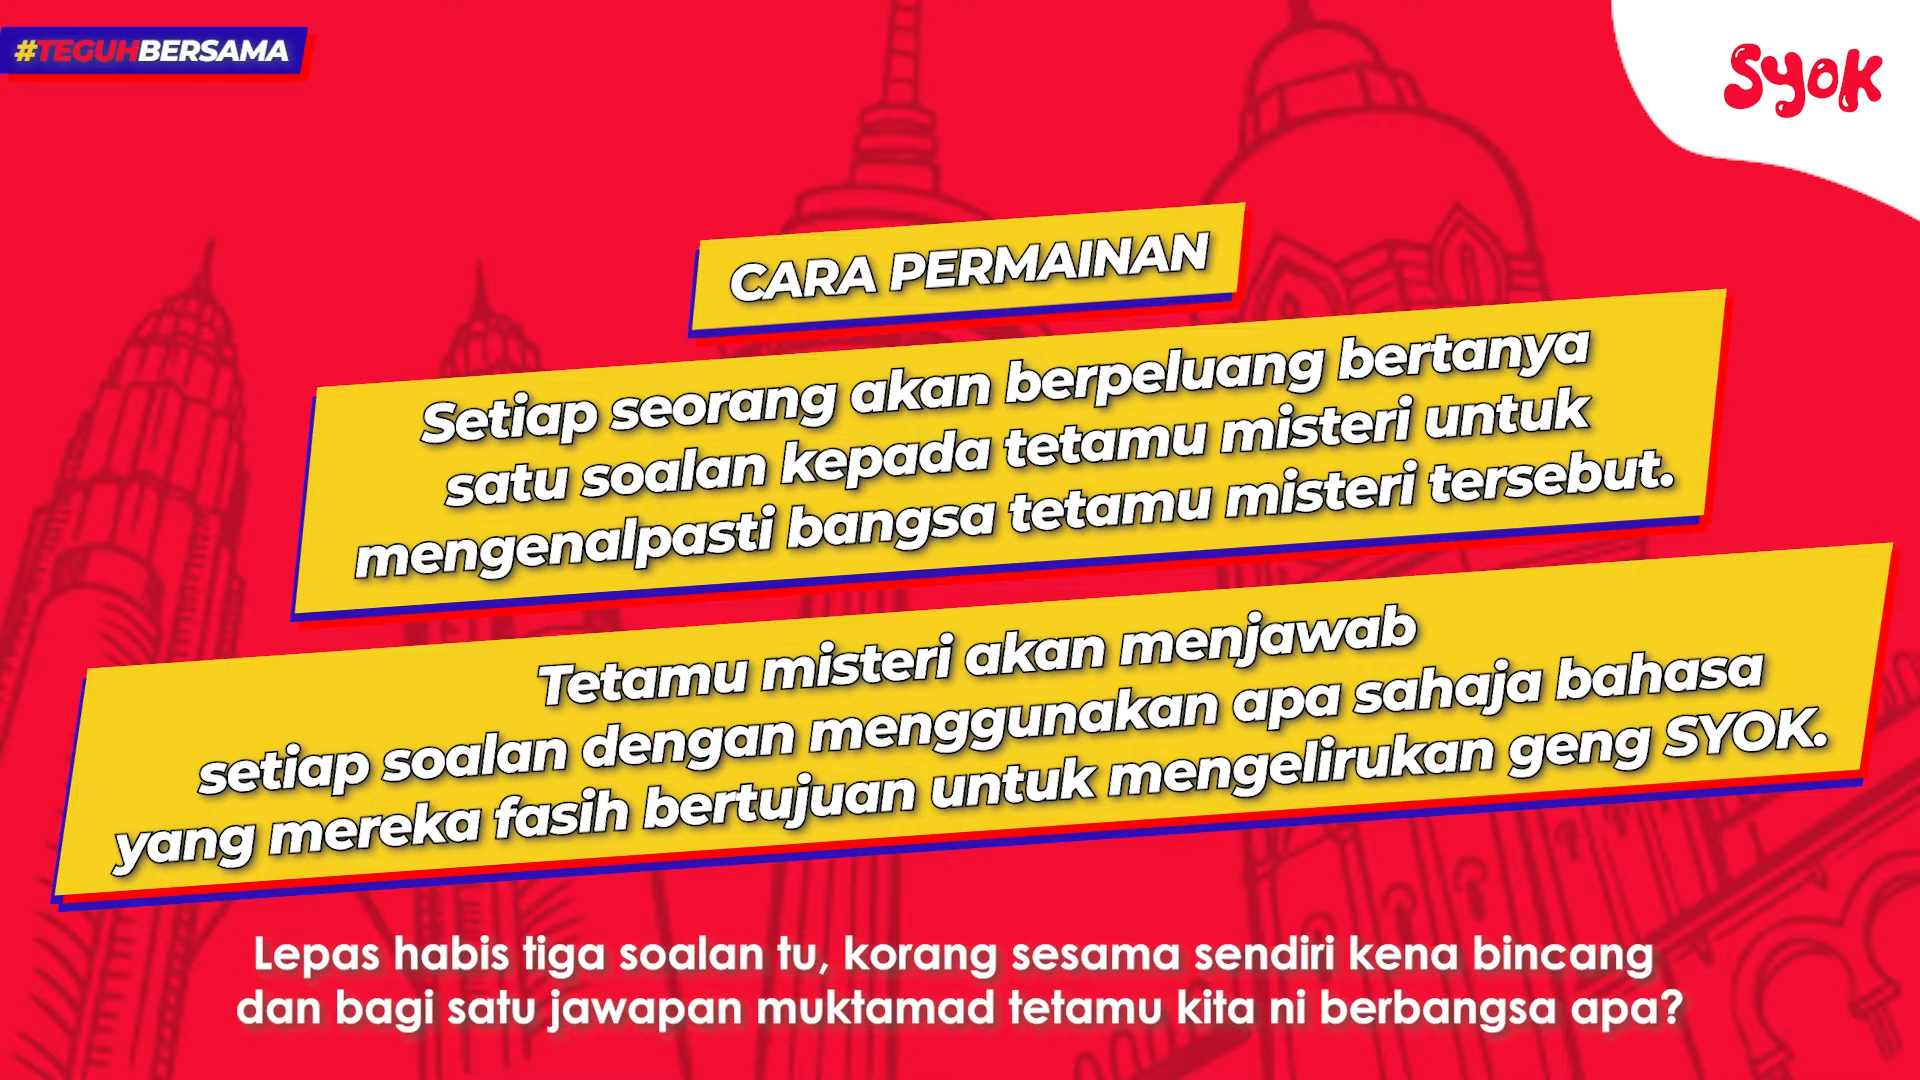 #TEGUHBERSAMA
SYOK
CARA PERMAINAN
Setiap seorang akan berpeluang bertanya
satu soalan kepada tetamu misteri untuk
mengenalpasti bangsa tetamu misteri tersebut.
Tetamu misteri akan menjawab
setiap soalan dengan menggunakan apa sahaja bahasa
yang mereka fasih bertujuan untuk mengelirukan geng SYOK.
Lepas habis tiga soalan tu, korang sesama sendiri kena bincang
dan bagi satu jawapan muktamad tetamu kita ni berbangsa apa?